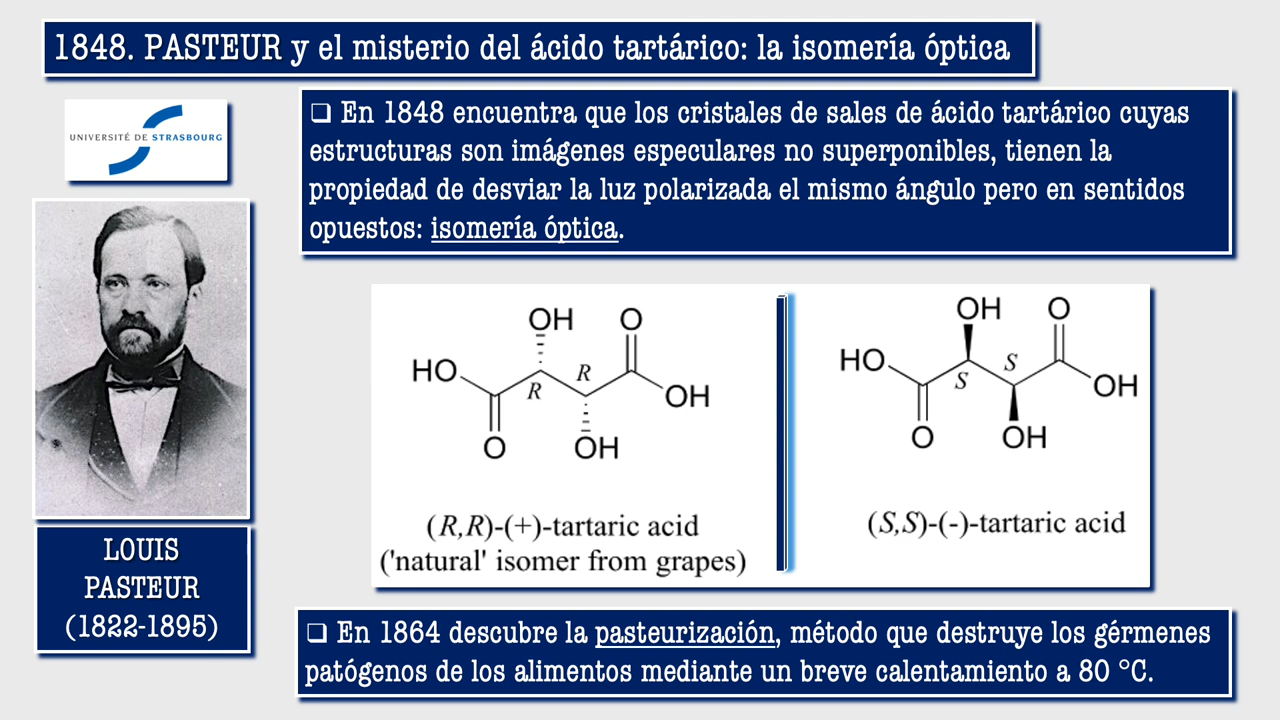 1848. PASTEUR y el misterio del ácido tartárico: la isomería óptica
UNIVERSITÉ DE STRASBOURG
❑ En 1848 encuentra que los cristales de sales de ácido tartárico cuyas
estructuras son imágenes especulares no superponibles, tienen la
propiedad de desviar la luz polarizada el mismo ángulo pero en sentidos
opuestos: isomería óptica.
LOUIS
PASTEUR
(1822-1895)
OH
O
HO
R
R
OH
O
OH
(R,R)-(+)-tartaric acid
('natural' isomer from grapes)
OH
O
HO
S
S
OH
O
OH
(S,S)-(-)-tartaric acid
❑ En 1864 descubre la pasteurización, método que destruye los gérmenes
patógenos de los alimentos mediante un breve calentamiento a 80 °C.